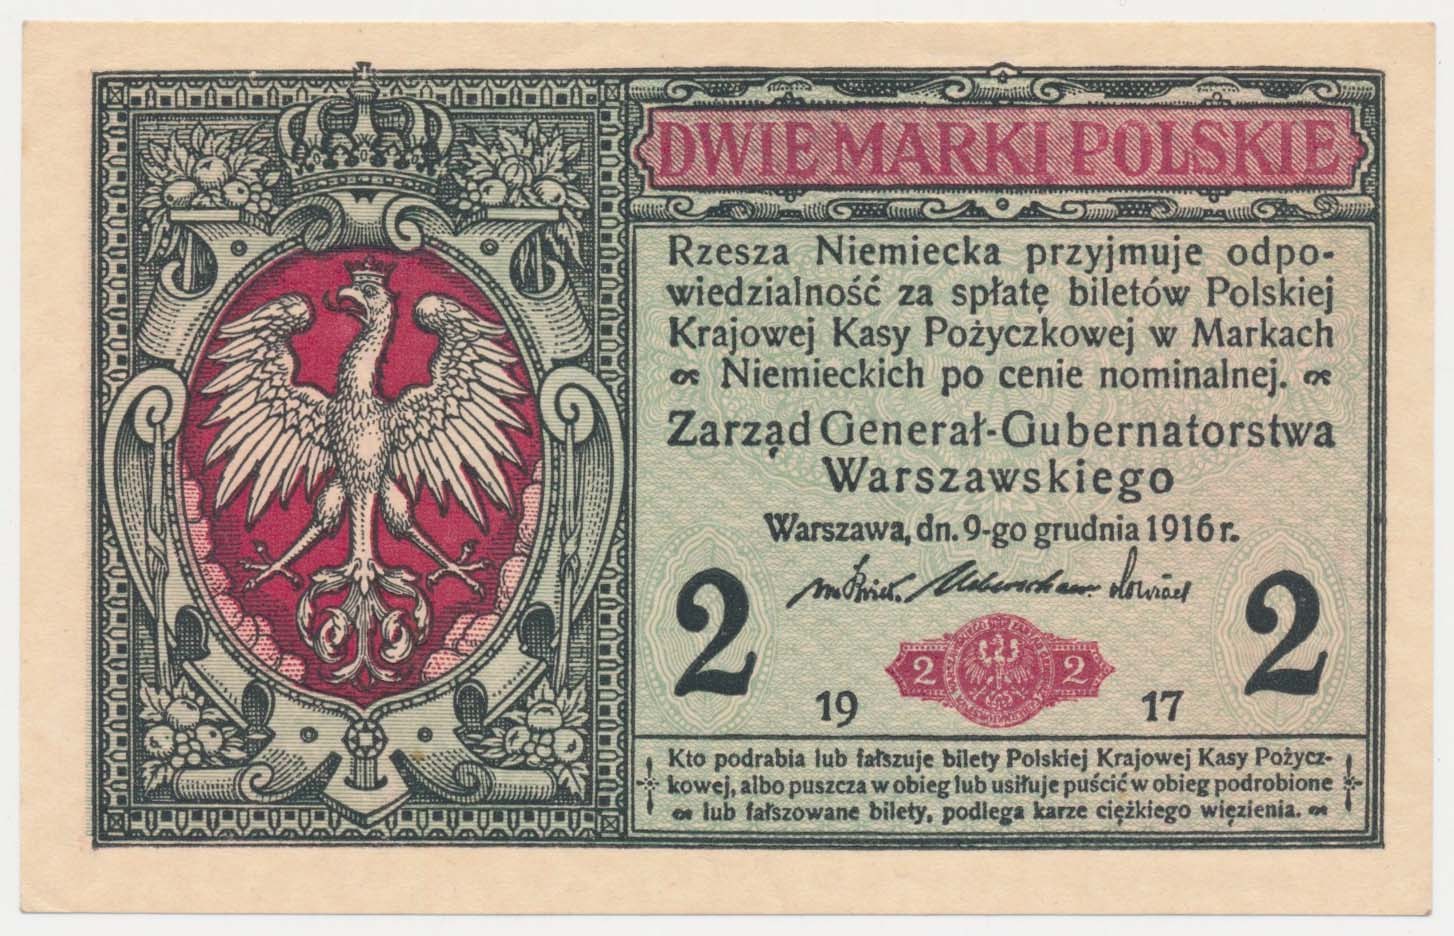 DWIE MARKI POLSKIE
Rzesza Niemiecka przyjmuje odpo-
wiedzialność za spłatę biletów Polskiej
Krajowej Kasy Pożyczkowej w Markach
Niemieckich po cenie nominalnej.
Zarząd Generał-Gubernatorstwa
Warszawskiego
Warszawa, dn. 9-go grudnia 1916 r.
2 2
2 2
19 17
Kto podrabia lub fałszuje bilety Polskiej Krajowej Kasy Pożycz-
kowej, albo puszcza w obieg lub usiłuje puścić w obieg podrobione
lub fałszowane bilety, podlega karze ciężkiego więzienia.